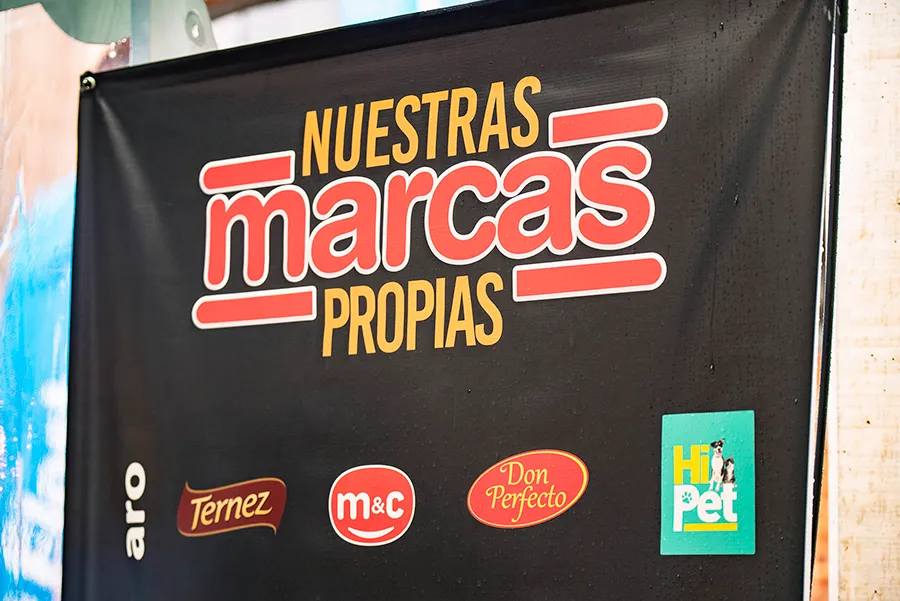 NUESTRAS
marcas
PROPIAS
aro
Ternez
m&c
Don
Perfecto
Hi
Pet